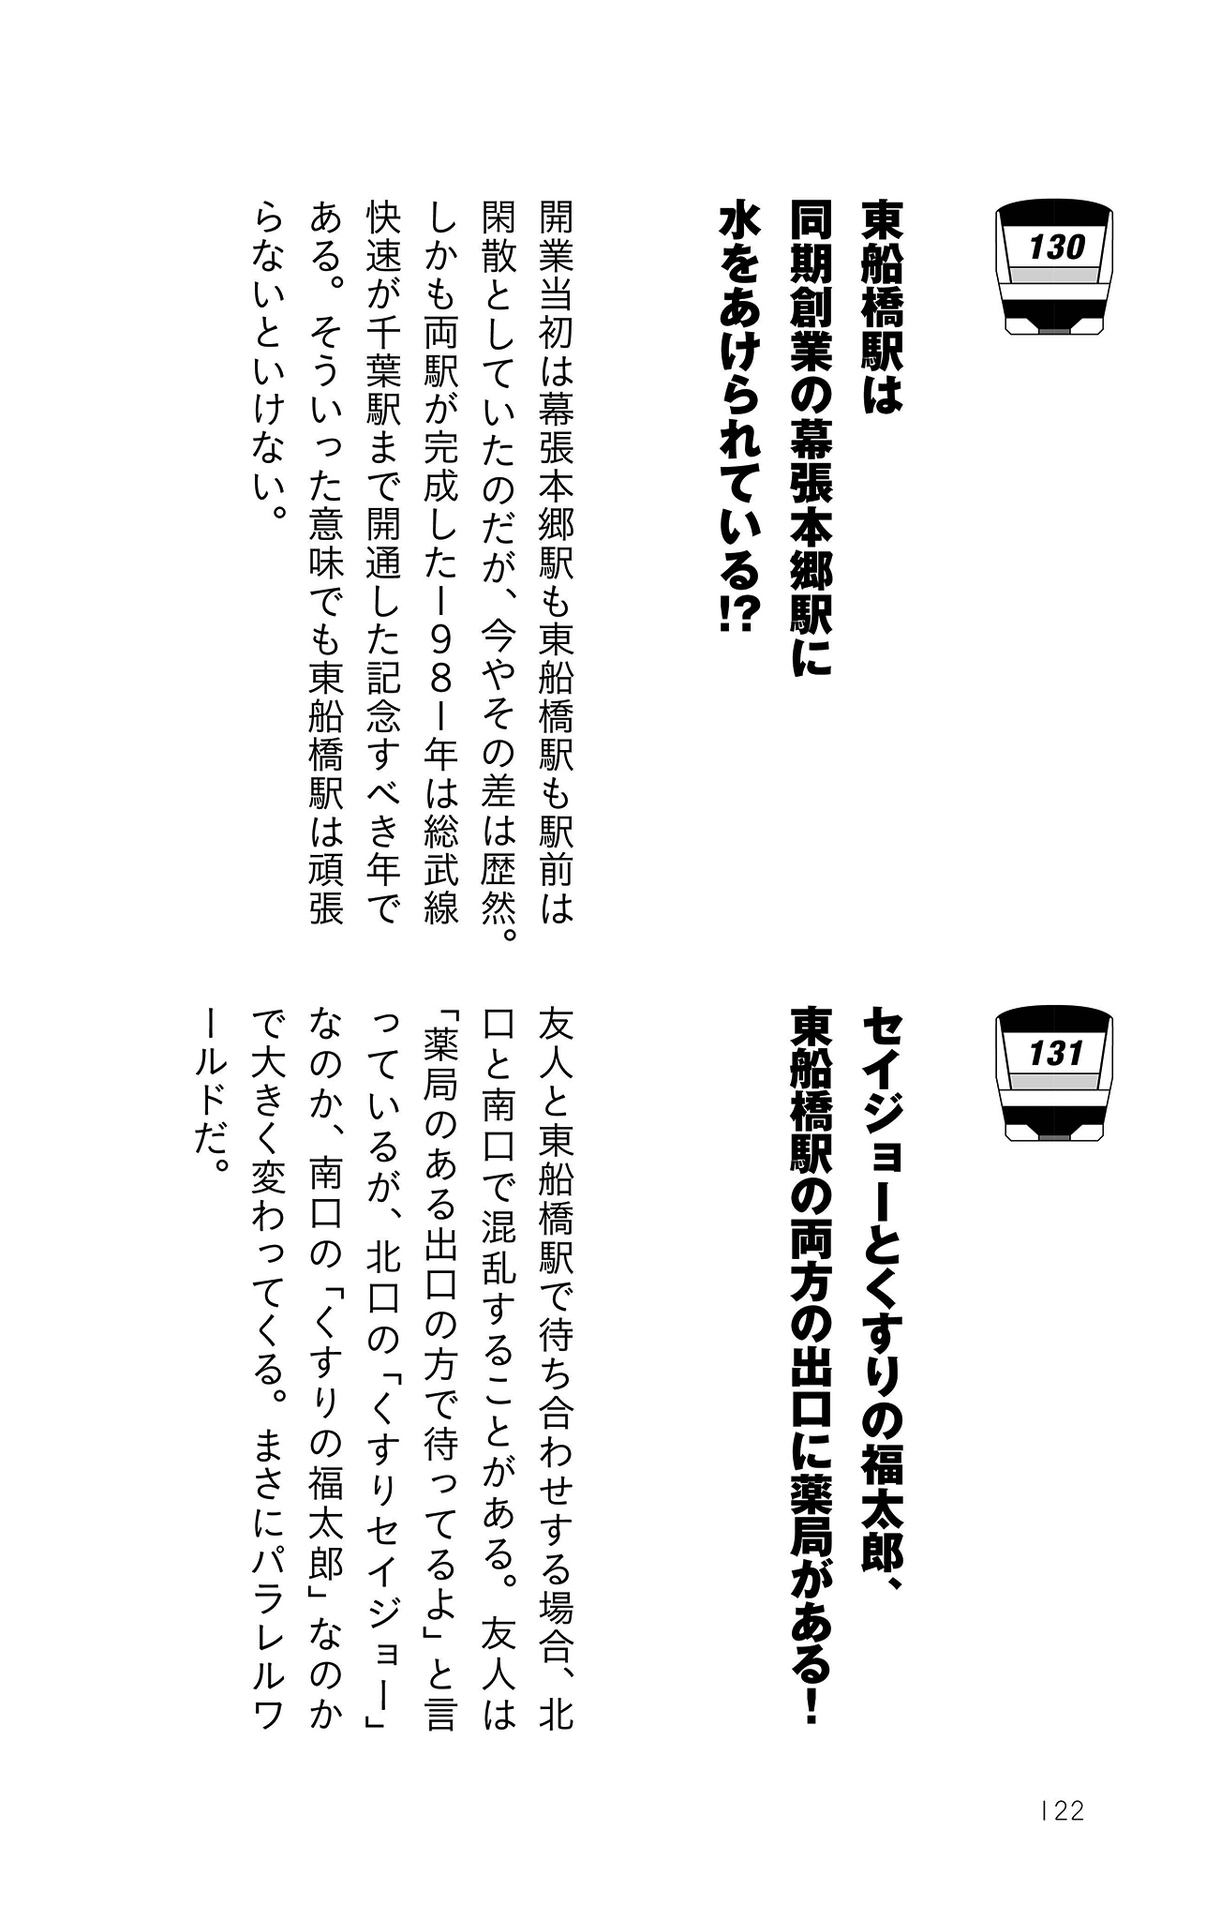 130
東船橋駅は
同期創業の幕張本郷駅に
水をあけられている!?
開業当初は幕張本郷駅も東船橋駅も駅前は
閑散としていたのだが、今やその差は歴然。
しかも両駅が完成した1981年は総武線
快速が千葉駅まで開通した記念すべき年で
ある。そういった意味でも東船橋駅は頑張
らないといけない。
131
セイジョーとくすりの福太郎、
東船橋駅の両方の出口に薬局がある!
友人と東船橋駅で待ち合わせする場合、北
口と南口で混乱することがある。友人は
「薬局のある出口の方で待ってるよ」と言
っているが、北口の「くすりセイジョー」
なのか、南口の「くすりの福太郎」なのか
で大きく変わってくる。まさにパラレルワ
ールドだ。
122